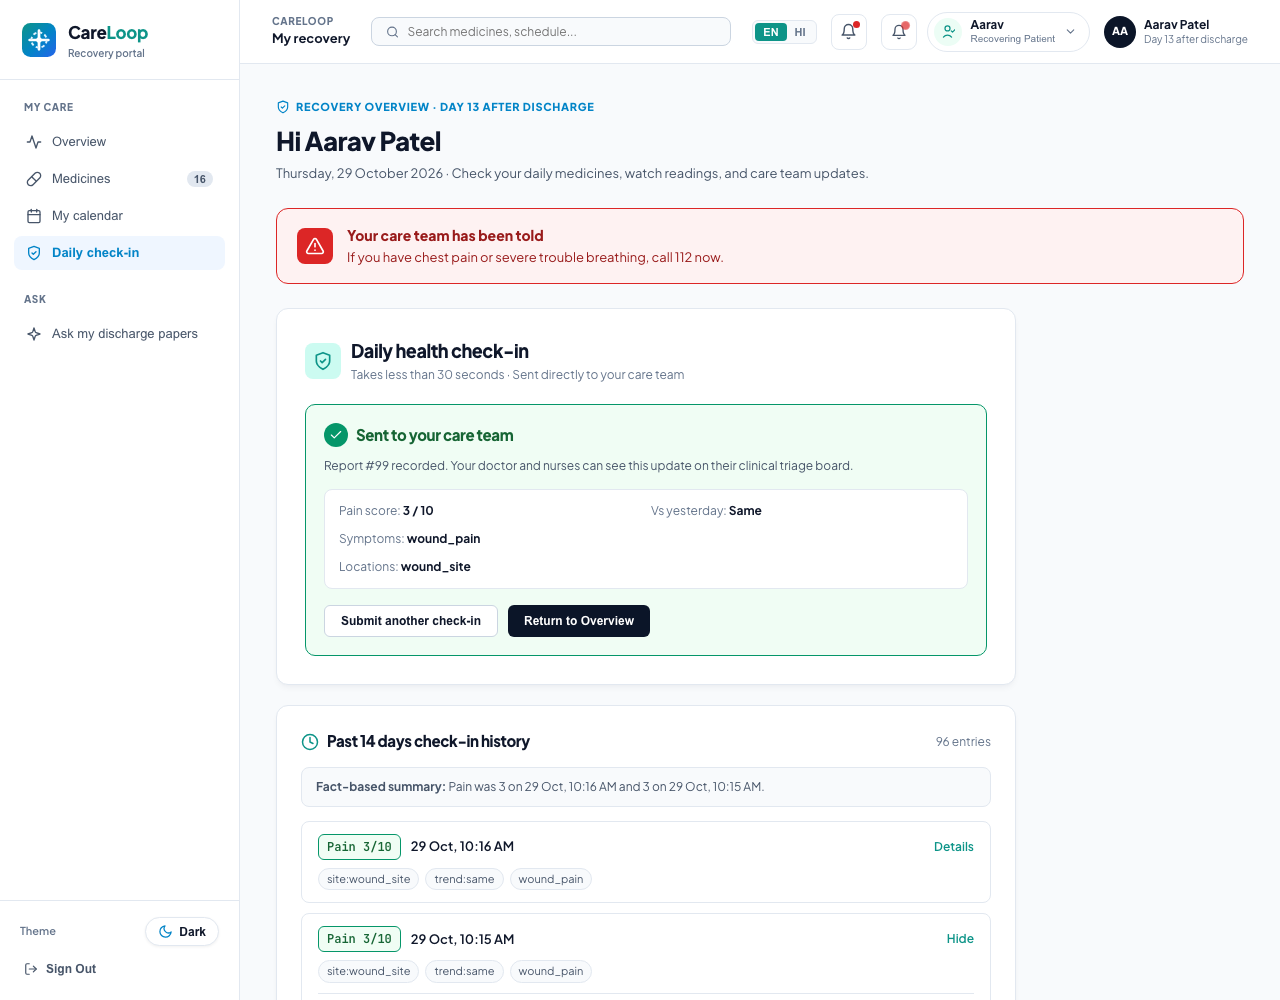 CareLoop
Recovery portal
MY CARE
Overview
Medicines
16
My calendar
Daily check-in
ASK
Ask my discharge papers
Theme
Dark
Sign Out
CARELOOP
My recovery
Search medicines, schedule...
EN
HI
Aarav
Recovering Patient
AA
Aarav Patel
Day 13 after discharge
RECOVERY OVERVIEW · DAY 13 AFTER DISCHARGE
Hi Aarav Patel
Thursday, 29 October 2026 · Check your daily medicines, watch readings, and care team updates.
Your care team has been told
If you have chest pain or severe trouble breathing, call 112 now.
Daily health check-in
Takes less than 30 seconds · Sent directly to your care team
Sent to your care team
Report #99 recorded. Your doctor and nurses can see this update on their clinical triage board.
Pain score: 3 / 10
Vs yesterday: Same
Symptoms: wound_pain
Locations: wound_site
Submit another check-in
Return to Overview
Past 14 days check-in history
96 entries
Fact-based summary: Pain was 3 on 29 Oct, 10:16 AM and 3 on 29 Oct, 10:15 AM.
Pain 3/10
29 Oct, 10:16 AM
Details
site:wound_site
trend:same
wound_pain
Pain 3/10
29 Oct, 10:15 AM
Hide
site:wound_site
trend:same
wound_pain